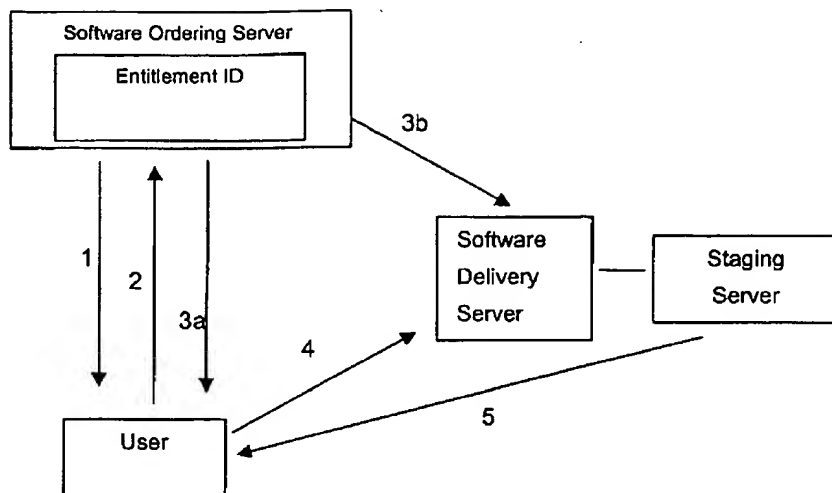 Software Ordering Server
Entitlement ID
3b
1
2
3a
Software
Delivery
Server
Staging
Server
4
5
User